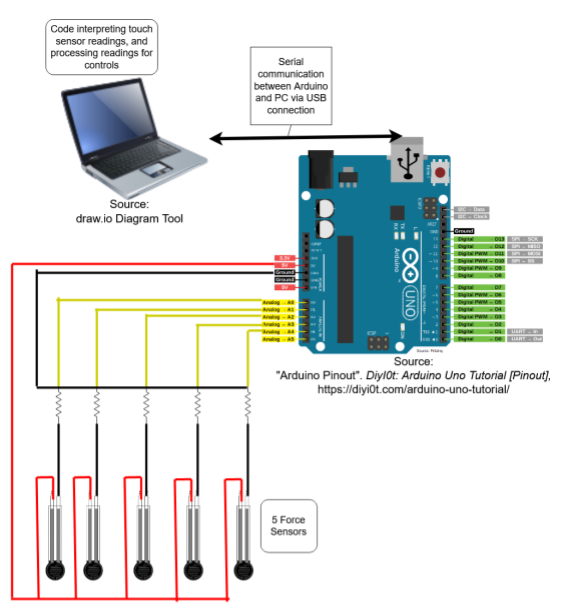 Code interpreting touch
sensor readings, and
processing readings for
controls
Serial
communication
between Arduino
and PC via USB
connection
Source:
draw.io Diagram Tool
I2C - Data
I2C - Clock
Ground
Digital - D13 SPI - SCK
Digital - D12 SPI - MISO
Digital PWM - D11 SPI - MOSI
Digital PWM - D10 SPI - SS
Digital PWM - D9
Digital - D8
Digital - D7
Digital PWM - D6
Digital PWM - D5
Digital - D4
Digital PWM - D3
Digital - D2
Digital - D1 UART - In
Digital - D0 UART - Out
3.3V
5V
Ground
Ground
5V
Analog - A0
Analog - A1
Analog - A2
Analog - A3
Analog - A4
Analog - A5
Arduino
UNO
TX
RX
L
ON
Source:
"Arduino Pinout". DiyI0t: Arduino Uno Tutorial [Pinout],
https://diyi0t.com/arduino-uno-tutorial/
5 Force
Sensors